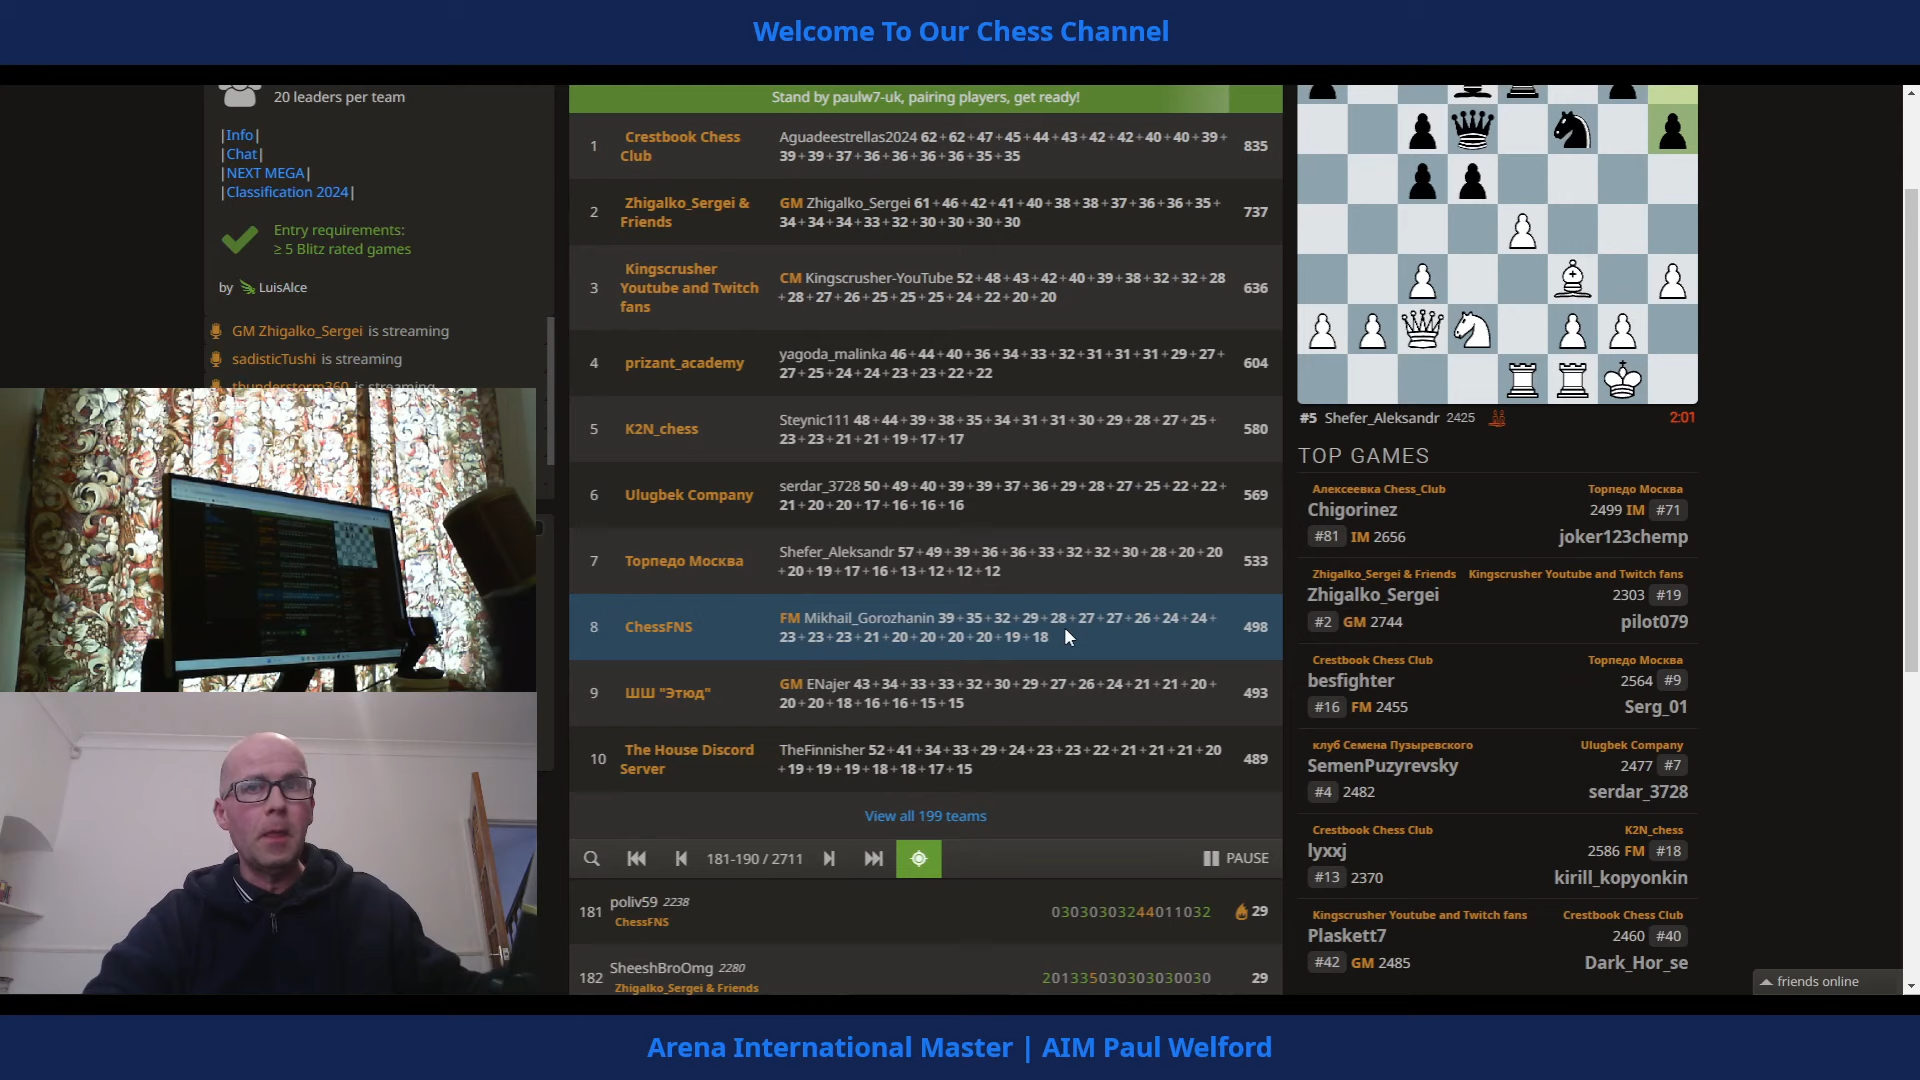 Welcome To Our Chess Channel
20 leaders per team
|Info|
|Chat|
|NEXT MEGA|
|Classification 2024|
Entry requirements:
≥ 5 Blitz rated games
by LuisAlce
GM Zhigalko_Sergei is streaming
sadisticTushi is streaming
thunderstorm360 is streaming
Stand by paulw7-uk, pairing players, get ready!
1 Crestbook Chess Club Aguadeestrellas2024 62+62+47+45+44+43+42+42+40+40+39+ 835
39+39+37+36+36+36+36+35+35
2 Zhigalko_Sergei & Friends GM Zhigalko_Sergei 61+46+42+41+40+38+38+37+36+36+35+ 737
34+34+34+33+32+30+30+30+30
3 Kingscrusher Youtube and Twitch fans CM Kingscrusher-YouTube 52+48+43+42+40+39+38+32+32+28 636
+28+27+26+25+25+25+24+22+20+20
4 prizant_academy yagoda_malinka 46+44+40+36+34+33+32+31+31+31+29+27+ 604
27+25+24+24+23+23+22+22
5 K2N_chess Steynic111 48+44+39+38+35+34+31+31+30+29+28+27+25+ 580
23+23+21+21+19+17+17
6 Ulugbek Company serdar_3728 50+49+40+39+39+37+36+29+28+27+25+22+22+ 569
21+20+20+17+16+16+16
7 Торпедо Москва Shefer_Aleksandr 57+49+39+36+36+33+32+32+30+28+20+20 533
+20+19+17+16+13+12+12+12
8 ChessFNS FM Mikhail_Gorozhanin 39+35+32+29+28+27+27+26+24+24+ 498
23+23+23+21+20+20+20+20+19+18
9 ШШ "Этюд" GM ENajer 43+34+33+33+32+30+29+27+26+24+21+21+20+ 493
20+20+18+16+16+15+15
10 The House Discord Server TheFinnisher 52+41+34+33+29+24+23+23+22+21+21+21+20 489
+19+19+19+18+18+17+15
View all 199 teams
181-190 / 2711 PAUSE
181 poliv59 2238 03030303244011032 29
ChessFNS
182 SheeshBroOmg 2280 201335030303030030 29
Zhigalko_Sergei & Friends
#5 Shefer_Aleksandr 2425 2:01
TOP GAMES
Алексеевка Chess_Club Торпедо Москва
Chigorinez 2499 IM #71
#81 IM 2656 joker123chemp
Zhigalko_Sergei & Friends Kingscrusher Youtube and Twitch fans
Zhigalko_Sergei 2303 #19
#2 GM 2744 pilot079
Crestbook Chess Club Торпедо Москва
besfighter 2564 #9
#16 FM 2455 Serg_01
клуб Семена Пузыревского Ulugbek Company
SemenPuzyrevsky 2477 #7
#4 2482 serdar_3728
Crestbook Chess Club K2N_chess
lyxxj 2586 FM #18
#13 2370 kirill_kopyonkin
Kingscrusher Youtube and Twitch fans Crestbook Chess Club
Plaskett7 2460 #40
#42 GM 2485 Dark_Hor_se
friends online
Arena International Master | AIM Paul Welford